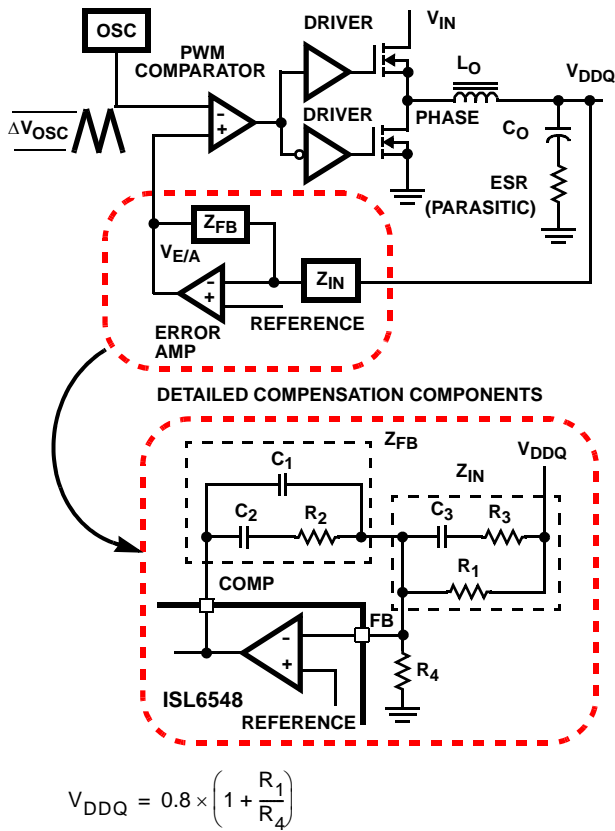 OSC
PWM
COMPARATOR
DRIVER
DRIVER
V_IN
L_O
V_DDQ
PHASE
C_O
ESR
(PARASITIC)
ΔV_OSC
-
+
Z_FB
V_E/A
-
+
Z_IN
REFERENCE
ERROR
AMP
DETAILED COMPENSATION COMPONENTS
Z_FB
V_DDQ
Z_IN
C_1
C_2
R_2
C_3
R_3
R_1
COMP
FB
-
+
R_4
ISL6548
REFERENCE
V_DDQ = 0.8 × (1 + R_1/R_4)